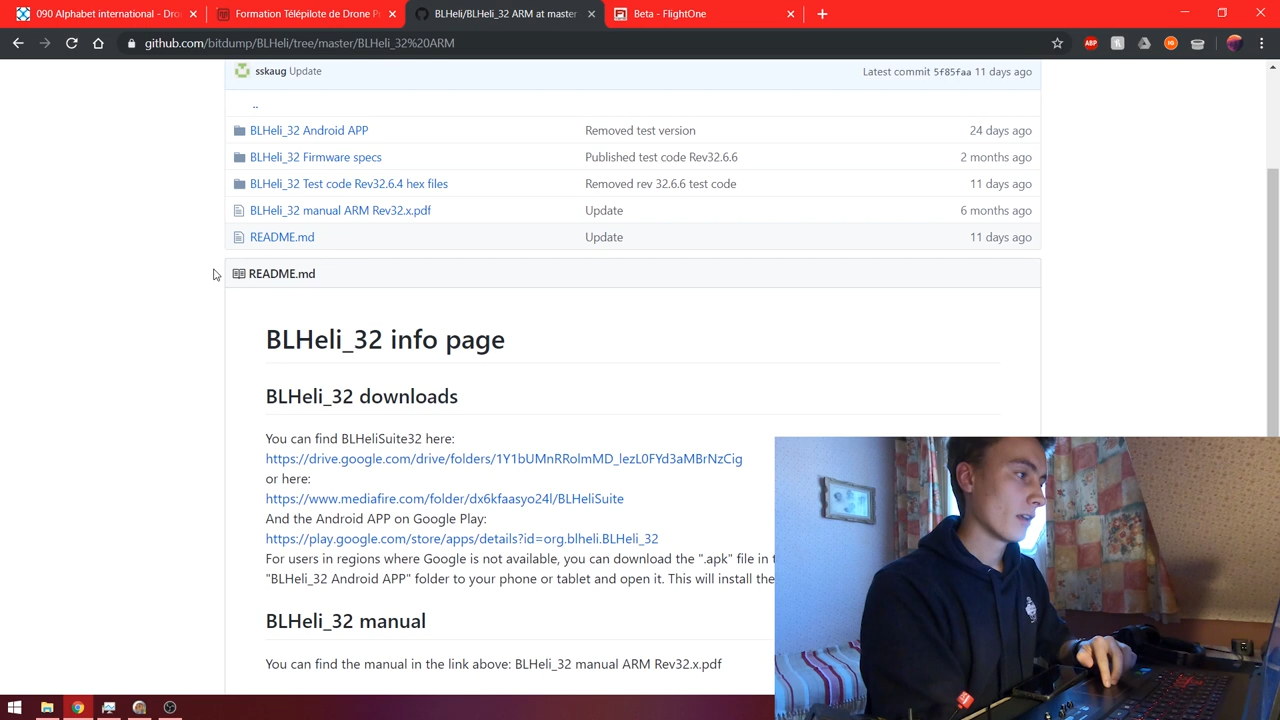 090 Alphabet international - Dro
Formation Télépilote de Drone Pr
BLHeli/BLHeli_32 ARM at master
Beta - FlightOne
github.com/bitdump/BLHeli/tree/master/BLHeli_32%20ARM
ABP
sskaug Update
Latest commit 5f85faa 11 days ago
..
BLHeli_32 Android APP Removed test version 24 days ago
BLHeli_32 Firmware specs Published test code Rev32.6.6 2 months ago
BLHeli_32 Test code Rev32.6.4 hex files Removed rev 32.6.6 test code 11 days ago
BLHeli_32 manual ARM Rev32.x.pdf Update 6 months ago
README.md Update 11 days ago
README.md
BLHeli_32 info page
BLHeli_32 downloads
You can find BLHeliSuite32 here:
https://drive.google.com/drive/folders/1Y1bUMnRRolmMD_lezL0FYd3aMBrNzCig
or here:
https://www.mediafire.com/folder/dx6kfaasyo24l/BLHeliSuite
And the Android APP on Google Play:
https://play.google.com/store/apps/details?id=org.blheli.BLHeli_32
For users in regions where Google is not available, you can download the ".apk" file in t
"BLHeli_32 Android APP" folder to your phone or tablet and open it. This will install the
BLHeli_32 manual
You can find the manual in the link above: BLHeli_32 manual ARM Rev32.x.pdf